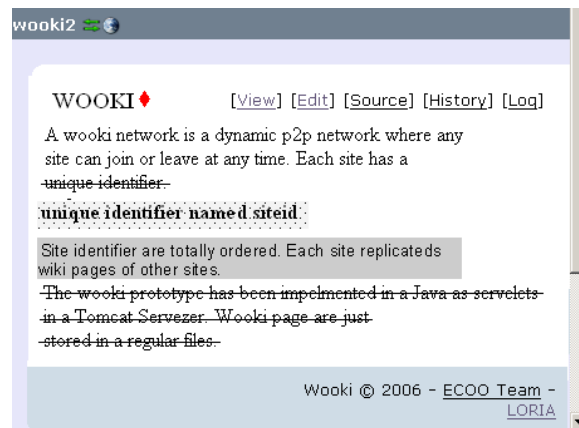 wooki2
WOOKI [View] [Edit] [Source] [History] [Log]
A wooki network is a dynamic p2p network where any
site can join or leave at any time. Each site has a
unique identifier.
unique identifier named siteid.
Site identifier are totally ordered. Each site replicateds
wiki pages of other sites.
The wooki prototype has been impelmented in a Java as servelets
in a Tomcat Servezer. Wooki page are just
stored in a regular files.
Wooki © 2006 - ECOO Team -
LORIA